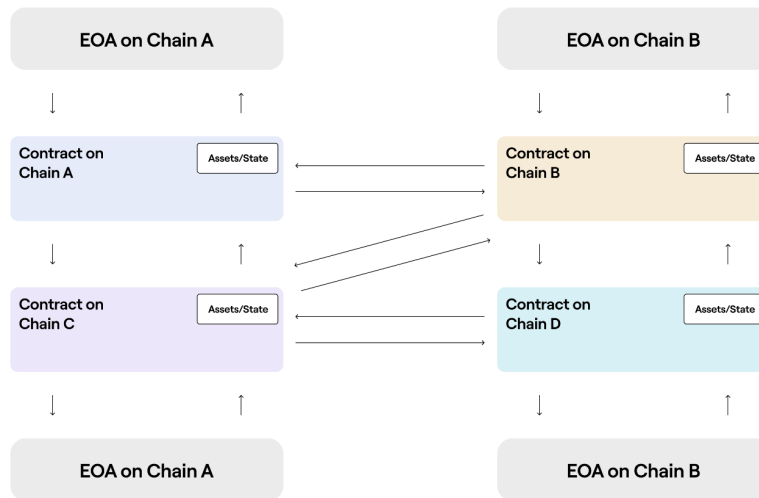 EOA on Chain A
EOA on Chain B
Contract on
Chain A
Assets/State
Contract on
Chain B
Assets/State
Contract on
Chain C
Assets/State
Contract on
Chain D
Assets/State
EOA on Chain A
EOA on Chain B